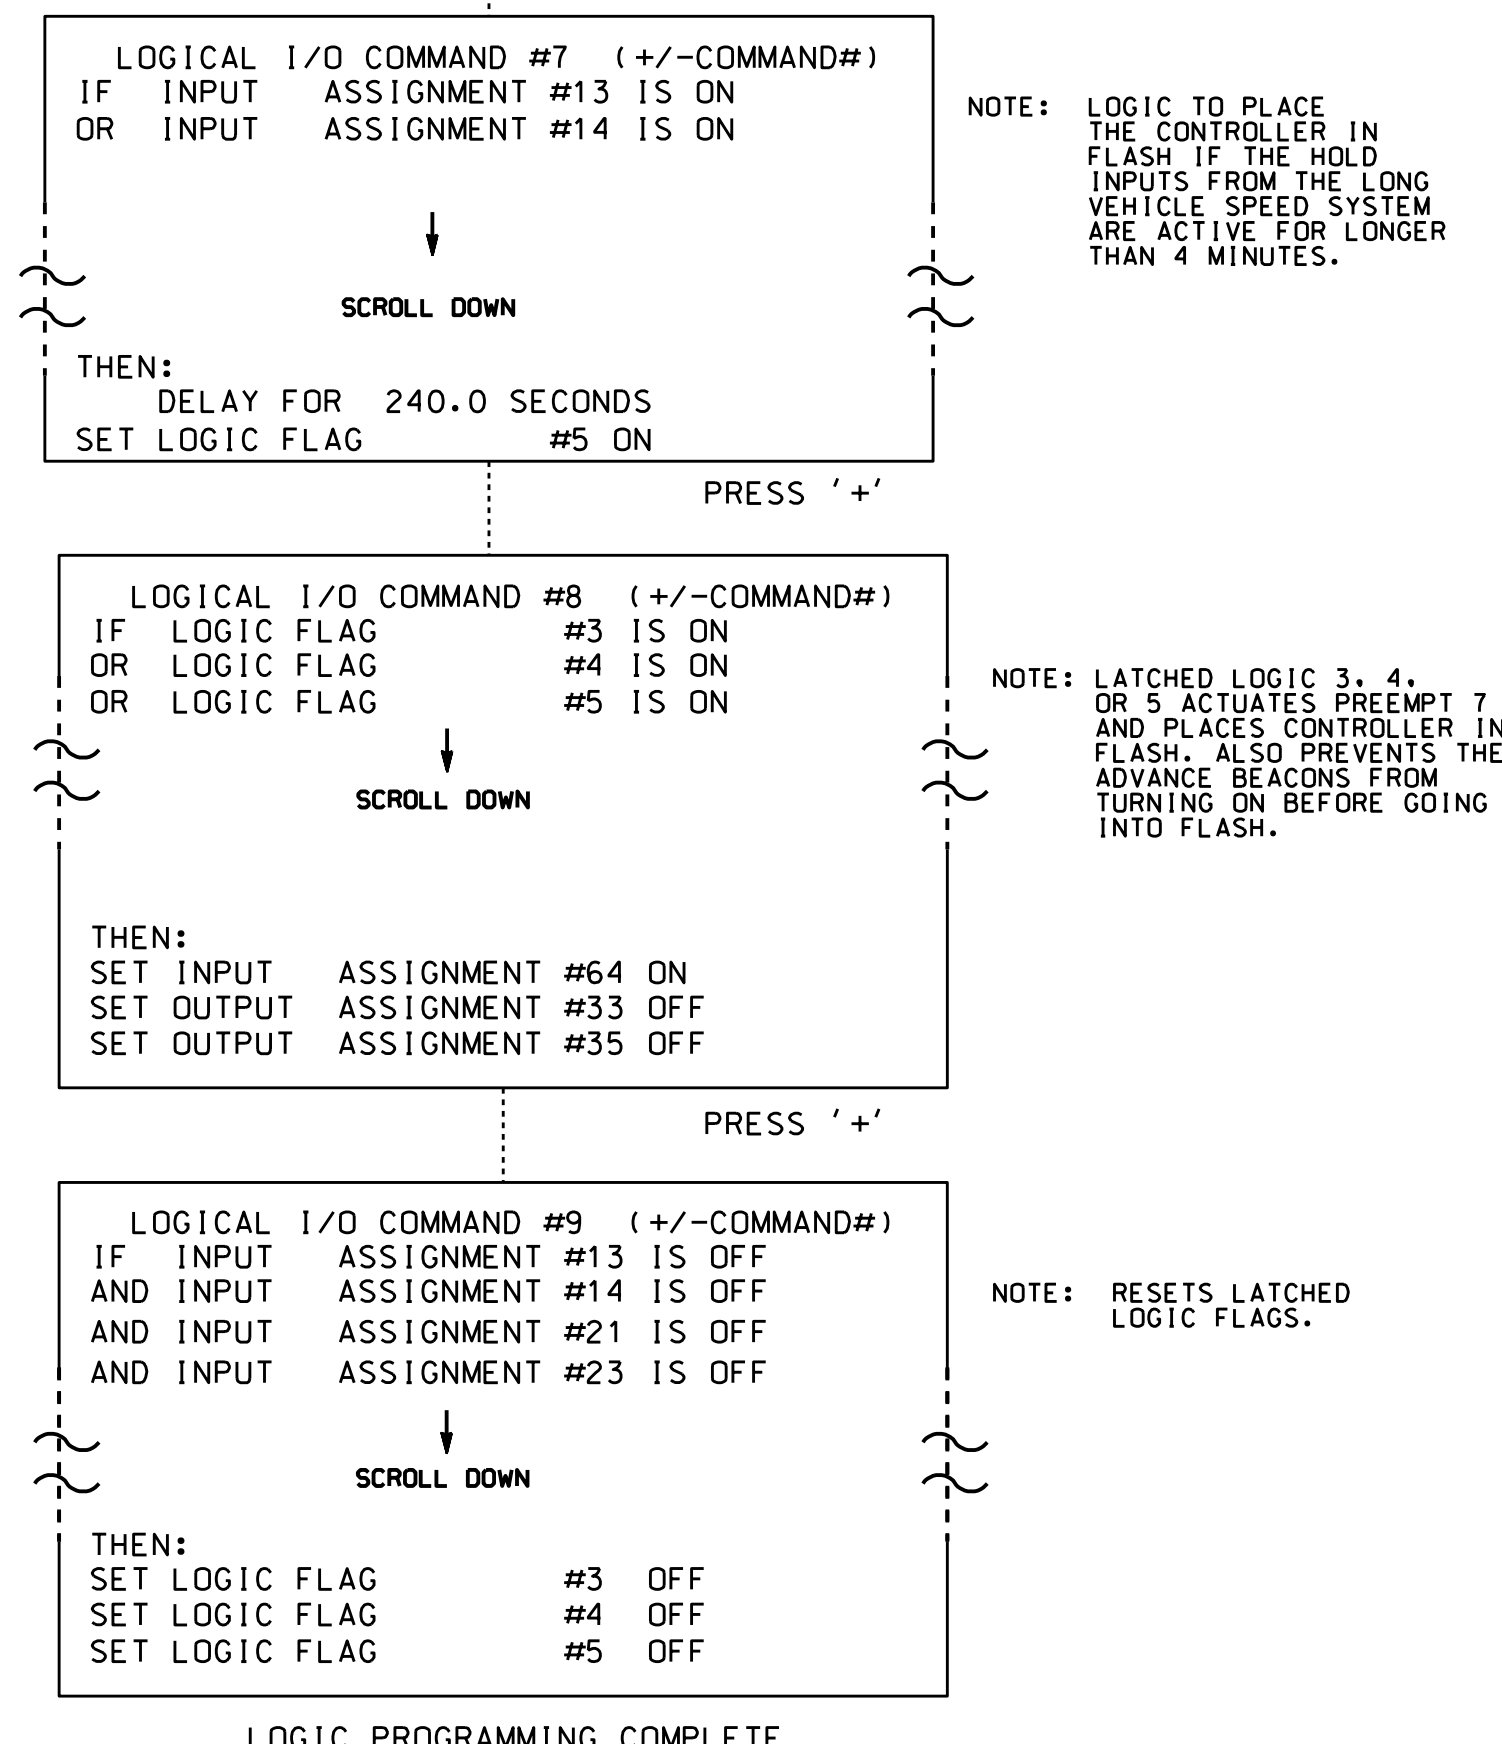 LOGICAL I/O COMMAND #7 (+/-COMMAND#)
IF INPUT ASSIGNMENT #13 IS ON
OR INPUT ASSIGNMENT #14 IS ON
SCROLL DOWN
THEN:
DELAY FOR 240.0 SECONDS
SET LOGIC FLAG #5 ON
NOTE: LOGIC TO PLACE
THE CONTROLLER IN
FLASH IF THE HOLD
INPUTS FROM THE LONG
VEHICLE SPEED SYSTEM
ARE ACTIVE FOR LONGER
THAN 4 MINUTES.
PRESS '+'
LOGICAL I/O COMMAND #8 (+/-COMMAND#)
IF LOGIC FLAG #3 IS ON
OR LOGIC FLAG #4 IS ON
OR LOGIC FLAG #5 IS ON
SCROLL DOWN
THEN:
SET INPUT ASSIGNMENT #64 ON
SET OUTPUT ASSIGNMENT #33 OFF
SET OUTPUT ASSIGNMENT #35 OFF
NOTE: LATCHED LOGIC 3, 4,
OR 5 ACTUATES PREEMPT 7
AND PLACES CONTROLLER IN
FLASH. ALSO PREVENTS THE
ADVANCE BEACONS FROM
TURNING ON BEFORE GOING
INTO FLASH.
PRESS '+'
LOGICAL I/O COMMAND #9 (+/-COMMAND#)
IF INPUT ASSIGNMENT #13 IS OFF
AND INPUT ASSIGNMENT #14 IS OFF
AND INPUT ASSIGNMENT #21 IS OFF
AND INPUT ASSIGNMENT #23 IS OFF
SCROLL DOWN
THEN:
SET LOGIC FLAG #3 OFF
SET LOGIC FLAG #4 OFF
SET LOGIC FLAG #5 OFF
NOTE: RESETS LATCHED
LOGIC FLAGS.
LOGIC PROGRAMMING COMPLETE